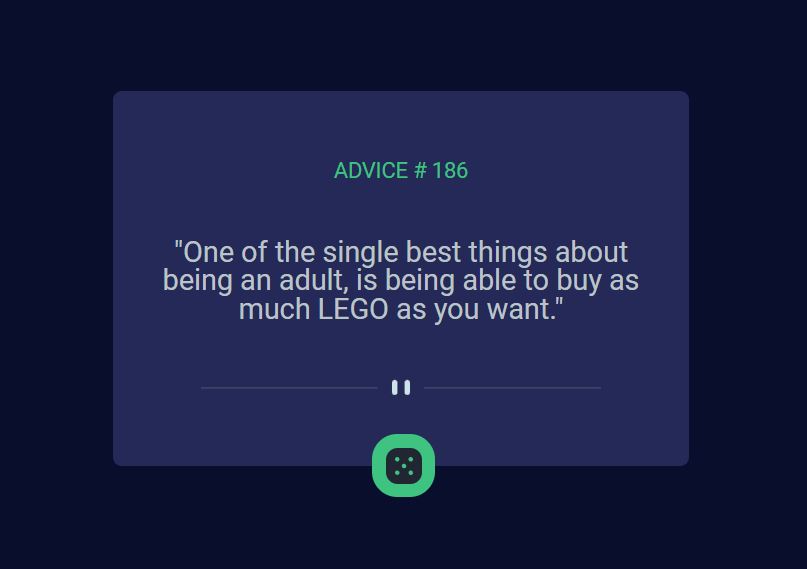 ADVICE # 186
"One of the single best things about
being an adult, is being able to buy as
much LEGO as you want."